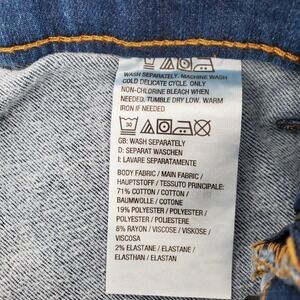 WASH SEPARATELY. MACHINE WASH
COLD DELICATE CYCLE. ONLY
NON-CHLORINE BLEACH WHEN
NEEDED. TUMBLE DRY LOW. WARM
IRON IF NEEDED
30
GB: WASH SEPARATELY
D: SEPARAT WASCHEN
I: LAVARE SEPARATAMENTE
BODY FABRIC / MAIN FABRIC /
HAUPTSTOFF / TESSUTO PRINCIPALE:
71% COTTON / COTTON /
BAUMWOLLE / COTONE
19% POLYESTER / POLYESTER /
POLYESTER / POLIESTERE
8% RAYON / VISCOSE / VISKOSE /
VISCOSA
2% ELASTANE / ELASTANE /
ELASTHAN / ELASTAN